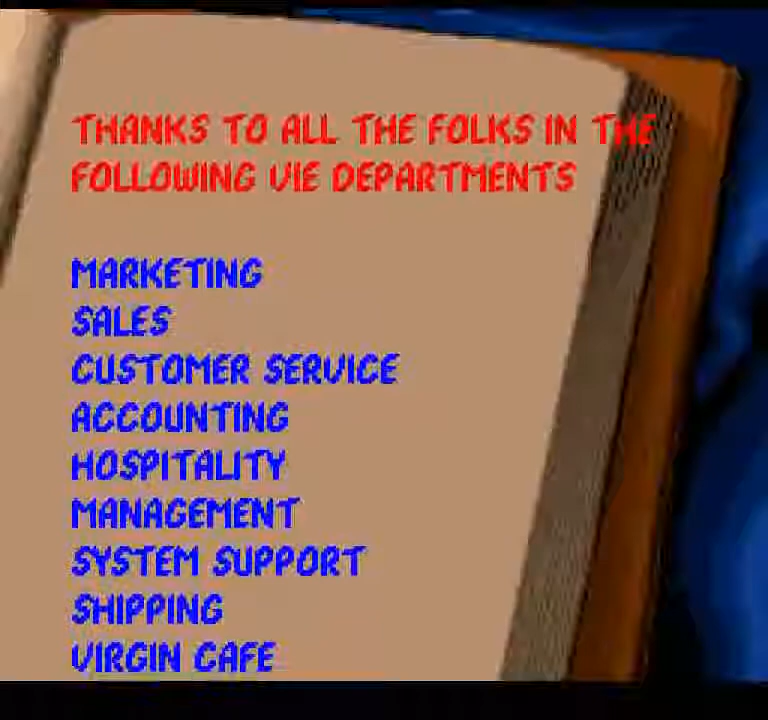 THANKS TO ALL THE FOLKS IN THE
FOLLOWING VIE DEPARTMENTS
MARKETING
SALES
CUSTOMER SERVICE
ACCOUNTING
HOSPITALITY
MANAGEMENT
SYSTEM SUPPORT
SHIPPING
VIRGIN CAFE